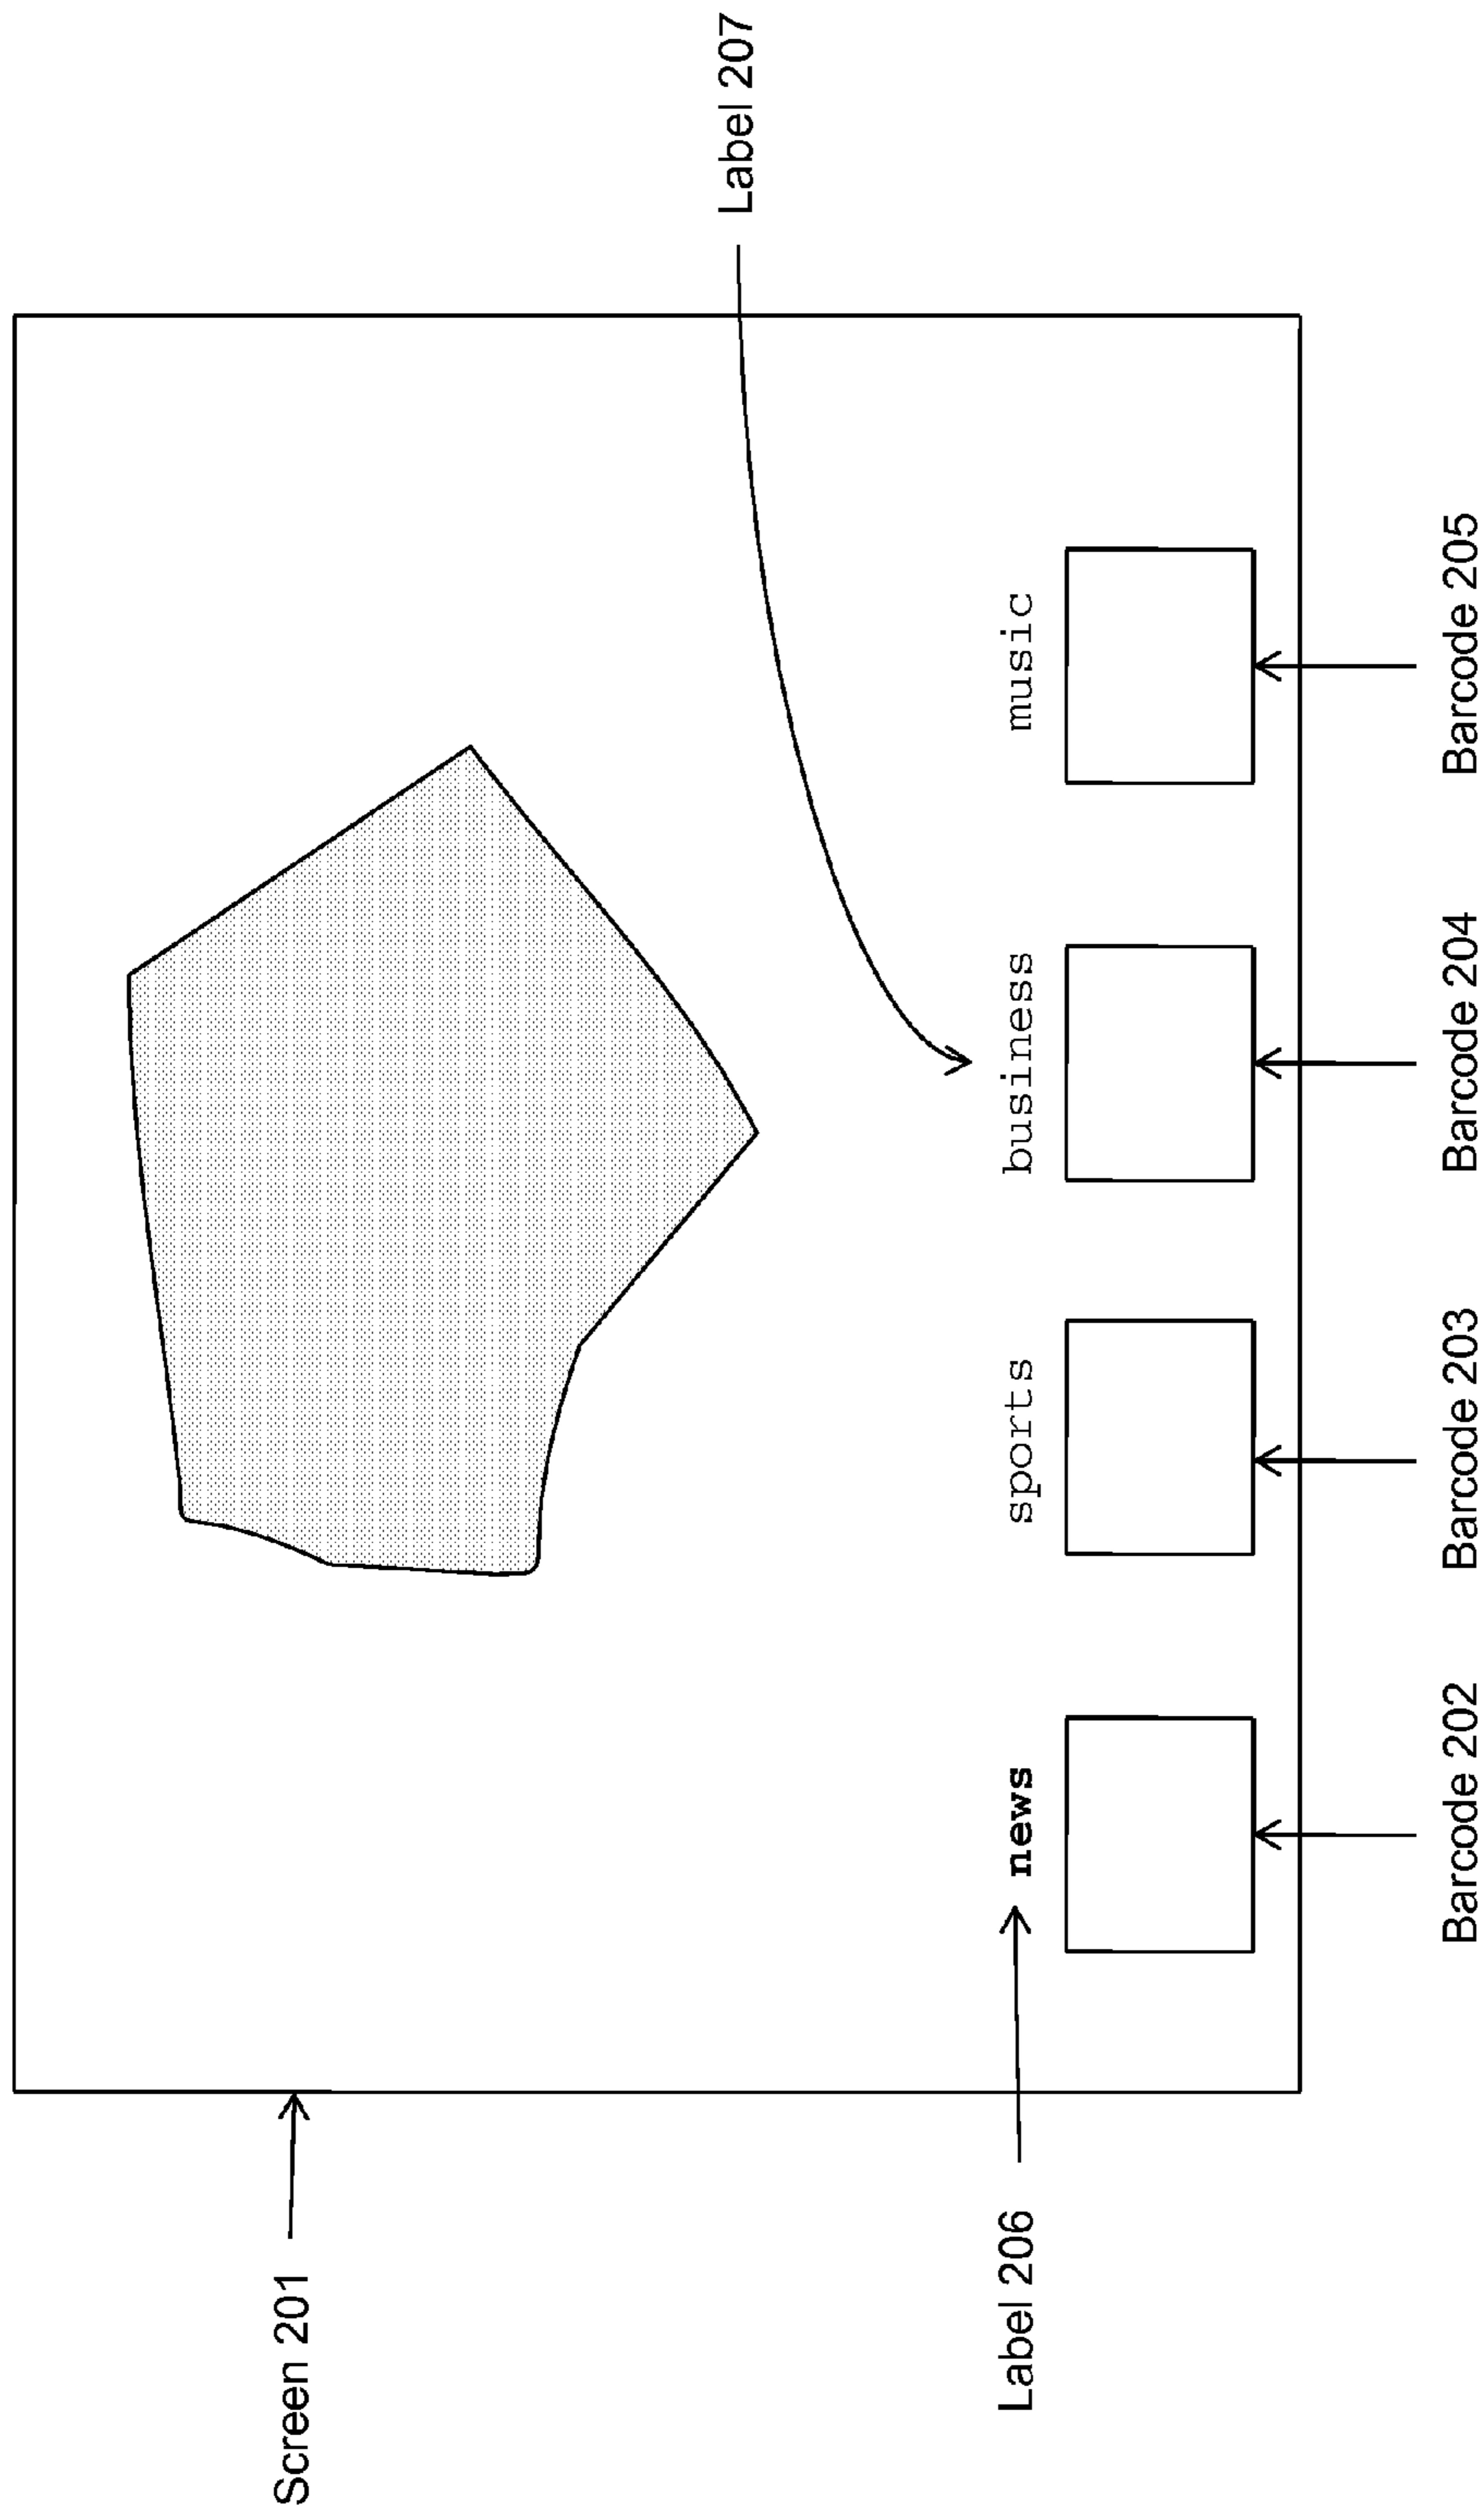 Label 207
Screen 201
Label 206
news
sports
business
music
Barcode 202
Barcode 203
Barcode 204
Barcode 205